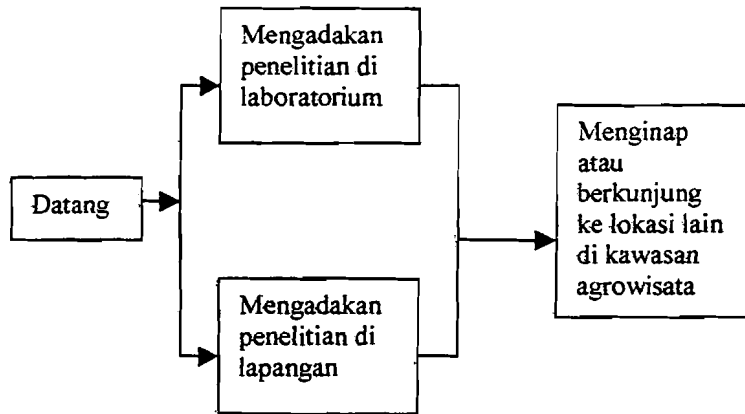 Datang
Mengadakan
penelitian di
laboratorium
Mengadakan
penelitian di
lapangan
Menginap
atau
berkunjung
ke lokasi lain
di kawasan
agrowisata